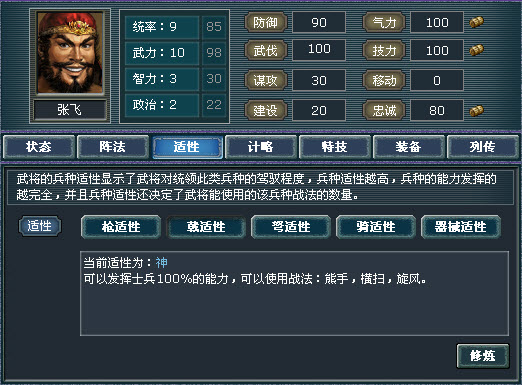 统率：9 85 防御 90 气力 100
武力：10 98 武伐 100 技力 100
智力：3 30 谋攻 30 移动 0
政治：2 22 建设 20 忠诚 80
张飞
状态 阵法 适性 计略 特技 装备 列传
武将的兵种适性显示了武将对统领此类兵种的驾驭程度，兵种适性越高，兵种的能力发挥的
越完全，并且兵种适性还决定了武将能使用的该兵种战法的数量。
适性 枪适性 戟适性 弩适性 骑适性 器械适性
当前适性为：神
可以发挥士兵100%的能力，可以使用战法：熊手，横扫，旋风。
修炼